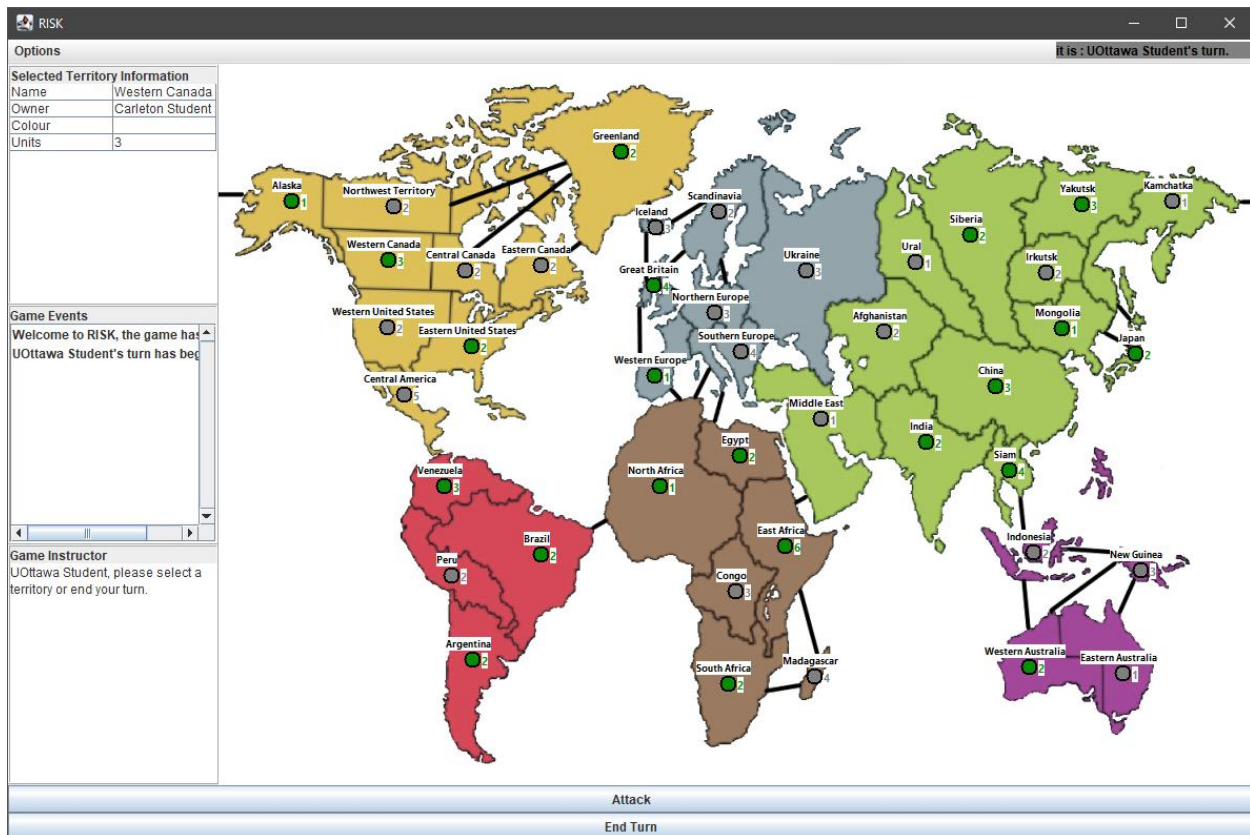 RISK
Options
it is : UOttawa Student's turn.
Selected Territory Information
Name Western Canada
Owner Carleton Student
Colour
Units 3
Game Events
Welcome to RISK, the game has
UOttawa Student's turn has beg
Game Instructor
UOttawa Student, please select a
territory or end your turn.
Greenland
2
Alaska
1
Northwest Territory
2
Western Canada
3
Central Canada
2
Eastern Canada
2
Western United States
2
Eastern United States
2
Central America
5
Venezuela
3
Brazil
2
Peru
2
Argentina
2
Iceland
3
Scandinavia
2
Great Britain
4
Northern Europe
3
Ukraine
3
Southern Europe
4
Western Europe
1
North Africa
1
Egypt
2
East Africa
6
Congo
3
South Africa
2
Madagascar
4
Ural
1
Siberia
2
Yakutsk
3
Kamchatka
1
Irkutsk
2
Mongolia
1
Japan
2
Afghanistan
2
China
3
Middle East
1
India
2
Siam
4
Indonesia
2
New Guinea
3
Western Australia
2
Eastern Australia
1
Attack
End Turn